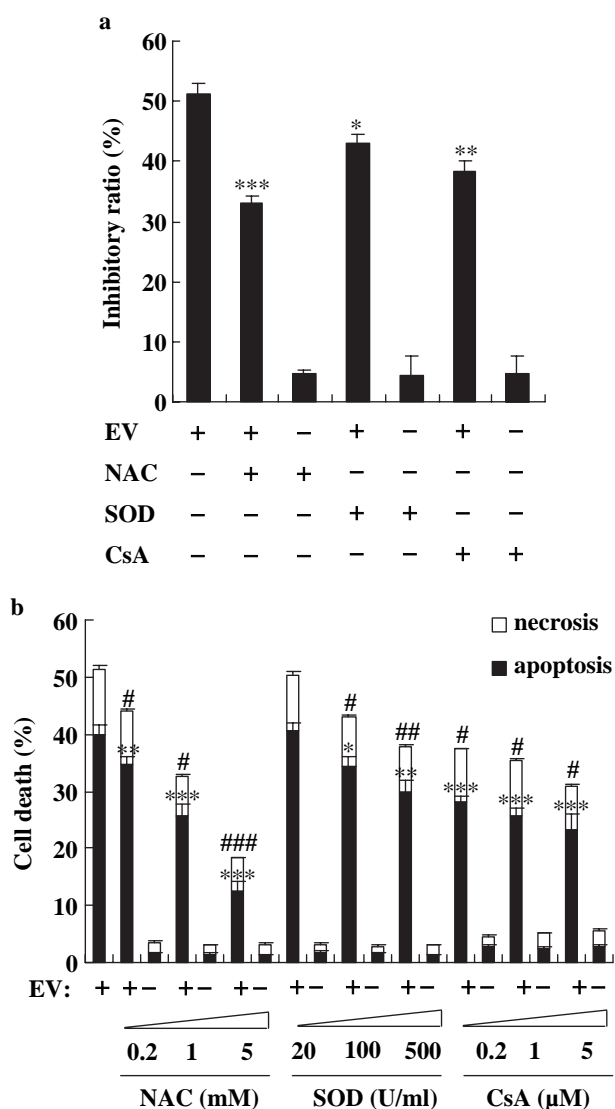 a
Inhibitory ratio (%)
60
50
40
30
20
10
0
***
*
**
EV + + − + − + −
NAC − + + − − − −
SOD − − − + + − −
CsA − − − − − + +
b
Cell death (%)
60
50
40
30
20
10
0
necrosis
apoptosis
# # ### # ## # # #
** *** *** * ** *** *** ***
EV: + + − + − + − + − + − + − + − + − + −
0.2 1 5 20 100 500 0.2 1 5
NAC (mM) SOD (U/ml) CsA (µM)